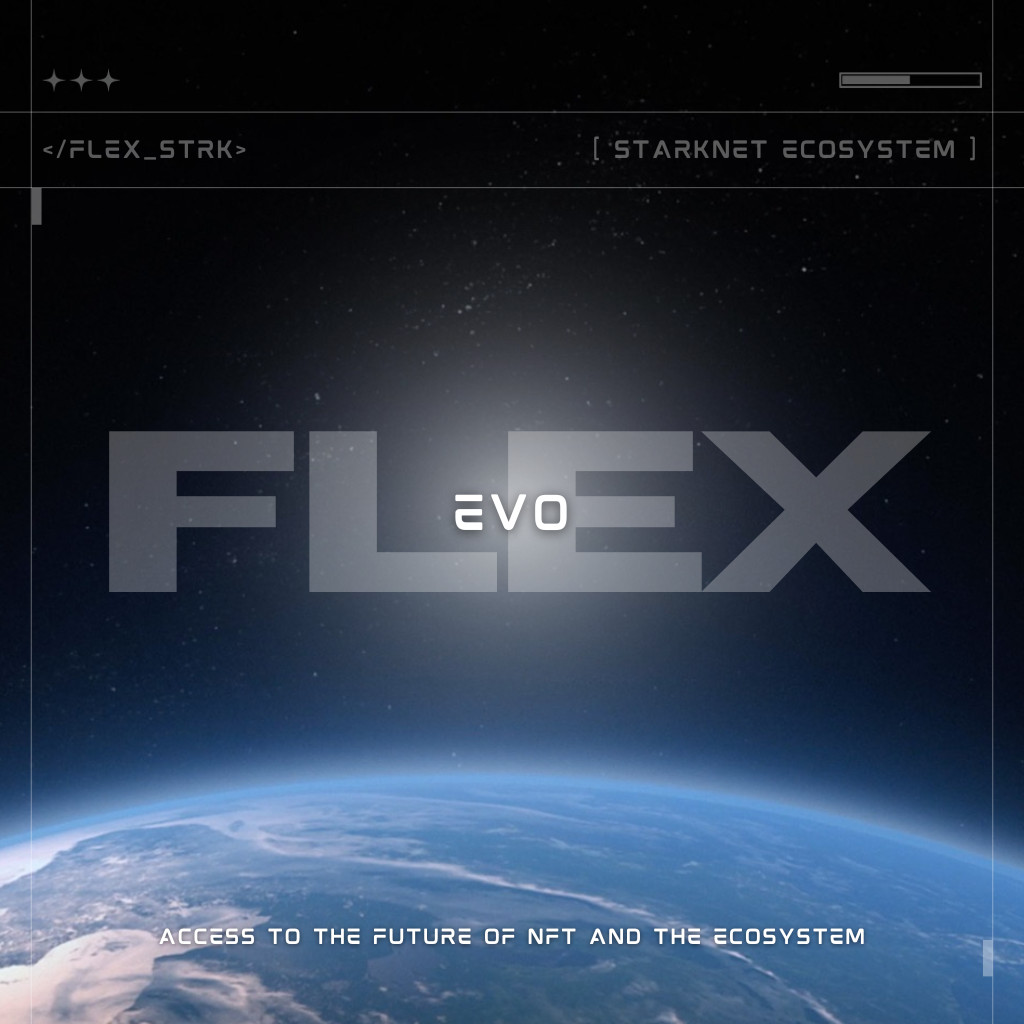 </FLEX_STRK>
[ STARKNET ECOSYSTEM ]
FLEX
EVO
ACCESS TO THE FUTURE OF NFT AND THE ECOSYSTEM